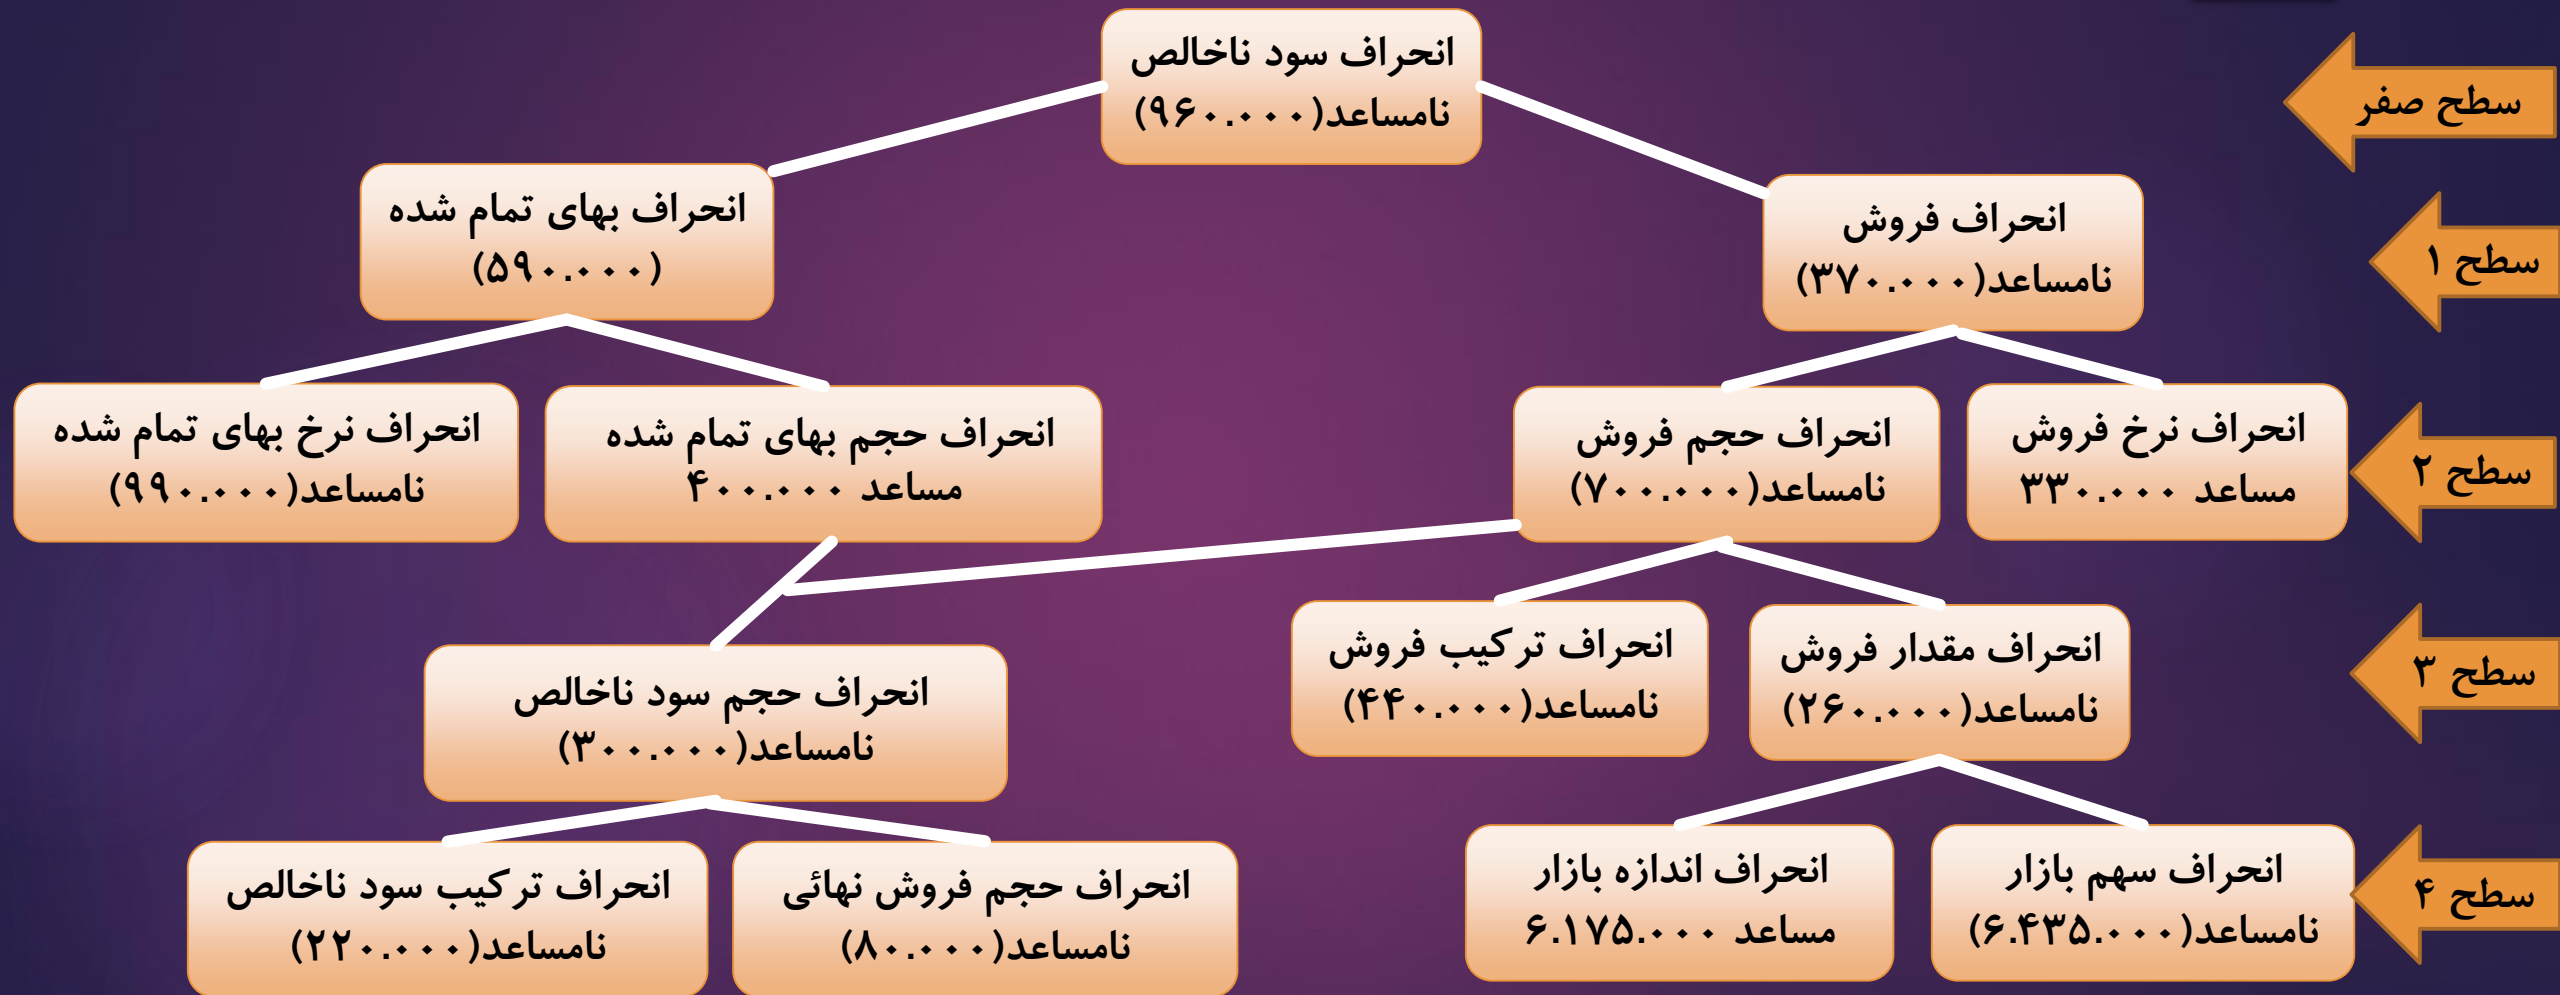 سطح صفر
انحراف سود ناخالص
نامساعد(۹۶۰.۰۰۰)
سطح ۱
انحراف فروش
نامساعد(۳۷۰.۰۰۰)
انحراف بهای تمام شده
(۵۹۰.۰۰۰)
سطح ۲
انحراف نرخ فروش
مساعد ۳۳۰.۰۰۰
انحراف حجم فروش
نامساعد(۷۰۰.۰۰۰)
انحراف حجم بهای تمام شده
مساعد ۴۰۰.۰۰۰
انحراف نرخ بهای تمام شده
نامساعد(۹۹۰.۰۰۰)
سطح ۳
انحراف مقدار فروش
نامساعد(۲۶۰.۰۰۰)
انحراف ترکیب فروش
نامساعد(۴۴۰.۰۰۰)
انحراف حجم سود ناخالص
نامساعد(۳۰۰.۰۰۰)
سطح ۴
انحراف سهم بازار
نامساعد(۶.۴۳۵.۰۰۰)
انحراف اندازه بازار
مساعد ۶.۱۷۵.۰۰۰
انحراف حجم فروش نهائی
نامساعد(۸۰.۰۰۰)
انحراف ترکیب سود ناخالص
نامساعد(۲۲۰.۰۰۰)